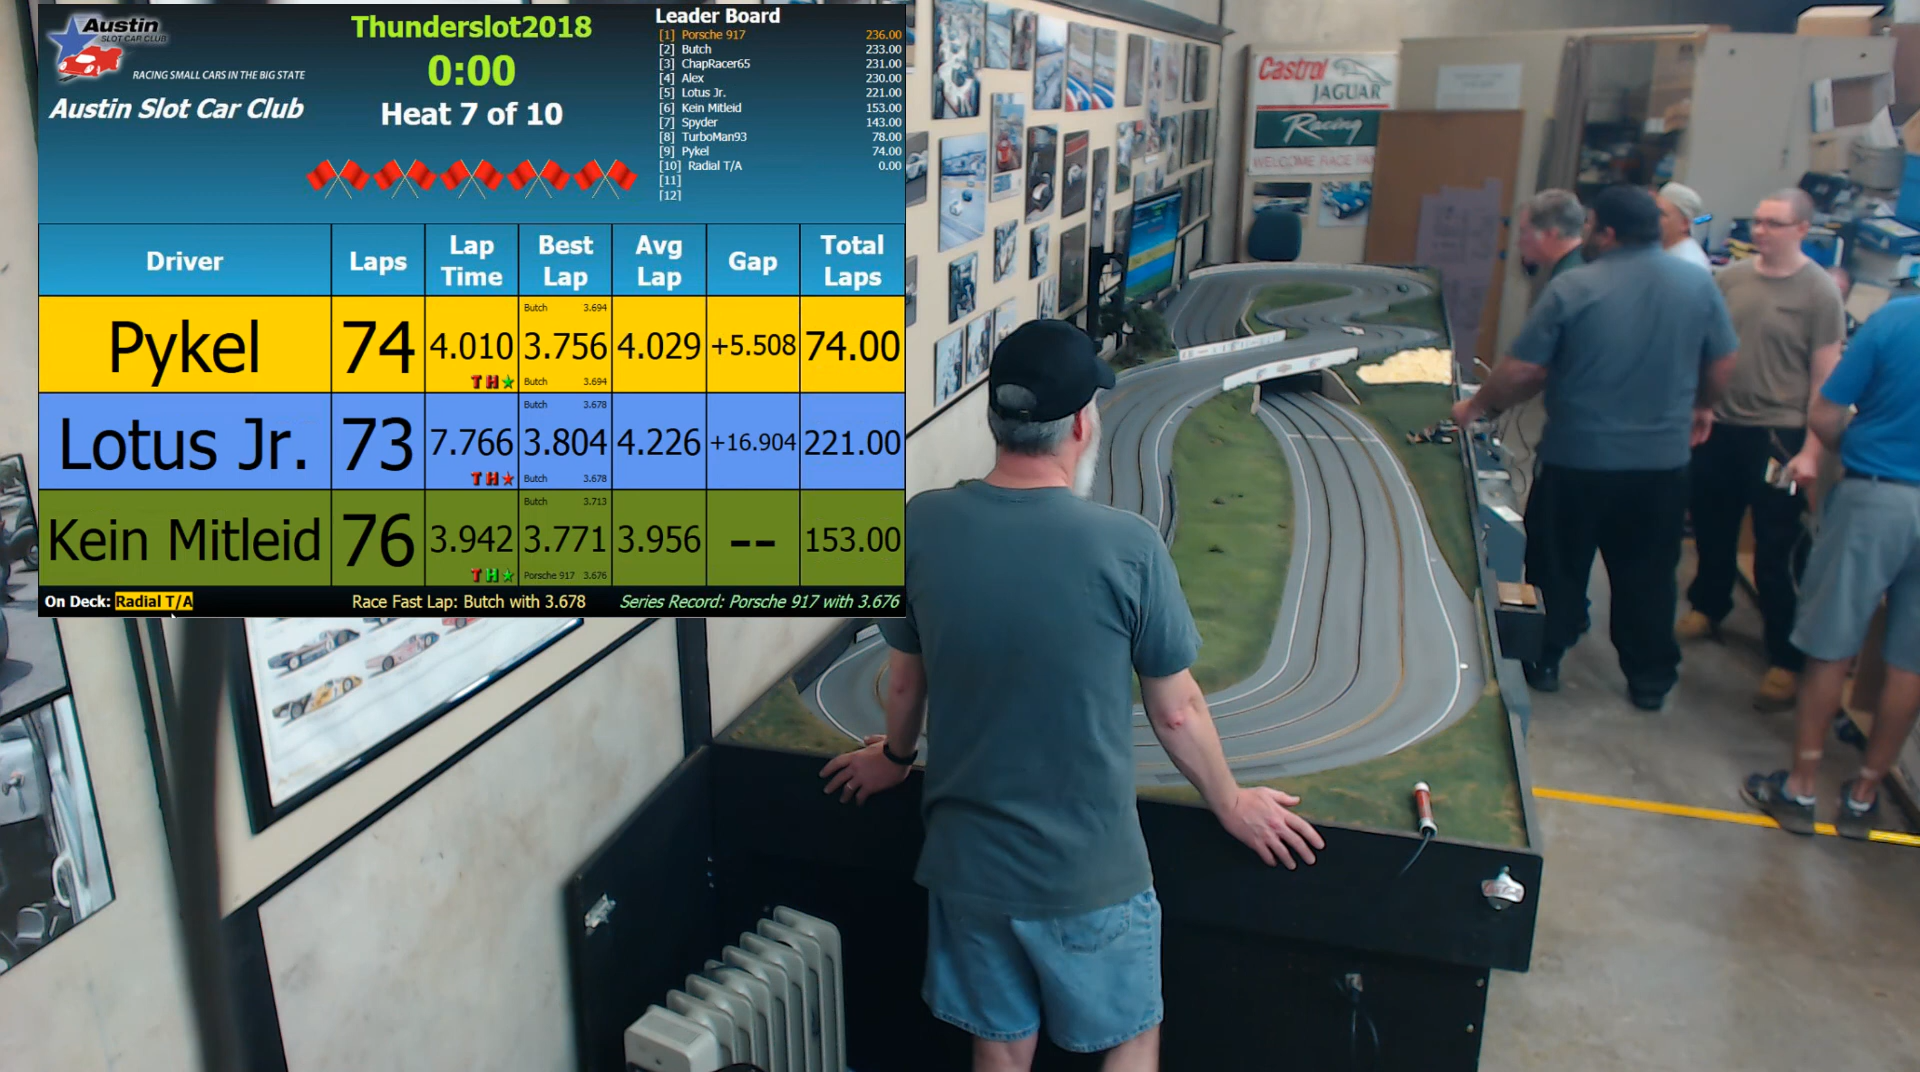 Austin
SLOT CAR CLUB
RACING SMALL CARS IN THE BIG STATE
Austin Slot Car Club
Thunderslot2018
0:00
Heat 7 of 10
Leader Board
[1] Porsche 917 236.00
[2] Butch 233.00
[3] ChapRacer65 231.00
[4] Alex 230.00
[5] Lotus Jr. 221.00
[6] Kein Mitleid 153.00
[7] Spyder 143.00
[8] TurboMan93 78.00
[9] Pykel 74.00
[10] Radial T/A 0.00
[11]
[12]
Driver Laps Lap Time Best Lap Avg Lap Gap Total Laps
Butch 3.694
Pykel 74 4.010 3.756 4.029 +5.508 74.00
T H Butch 3.694
Butch 3.678
Lotus Jr. 73 7.766 3.804 4.226 +16.904 221.00
T H Butch 3.678
Butch 3.713
Kein Mitleid 76 3.942 3.771 3.956 -- 153.00
T H Porsche 917 3.676
On Deck: Radial T/A Race Fast Lap: Butch with 3.678 Series Record: Porsche 917 with 3.676
Castrol
JAGUAR
Racing
WELCOME RACE FA